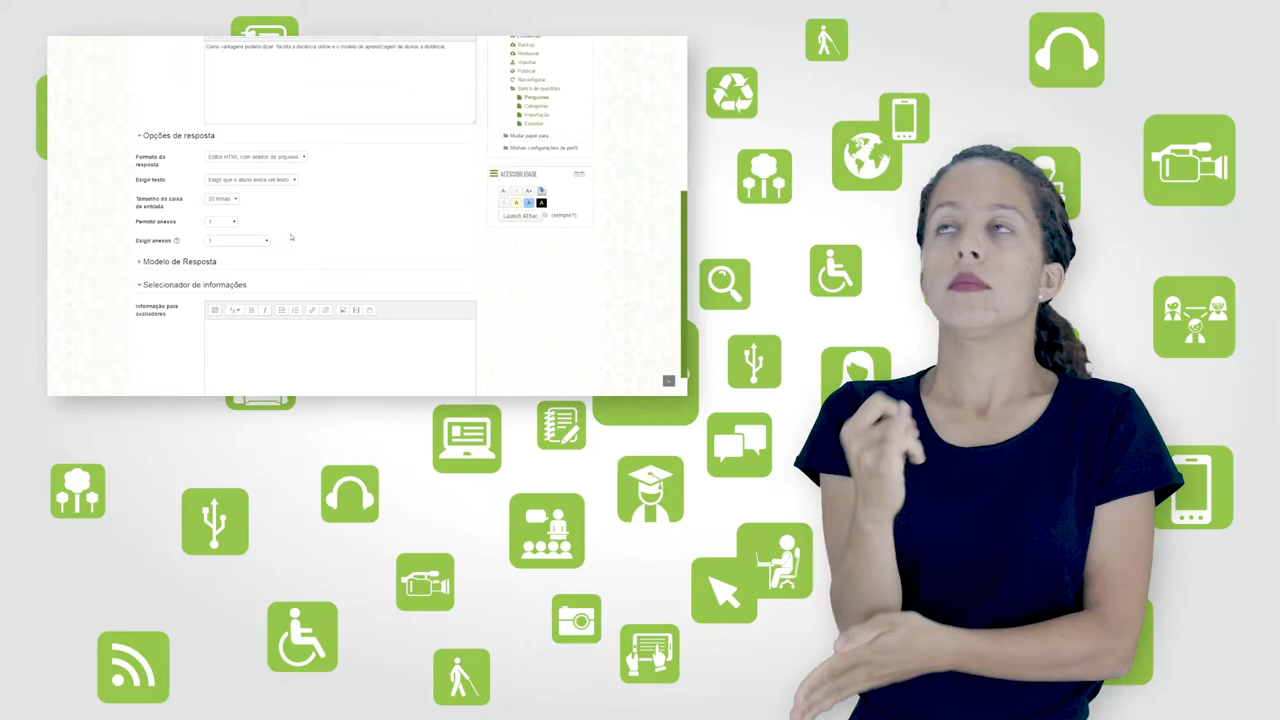 Como vantagens poderia dizer facilita a docência online e o modelo de aprendizagem de alunos a distância.
Backup
Restaurar
Importar
Publicar
Reconfigurar
Banco de questões
Perguntas
Categorias
Importação
Exportar
Mudar papel para...
Minhas configurações de perfil
ACESSIBILIDADE
A- A A+
A A A
Launch ATbar (sempre?)
Opções de resposta
Formato da resposta
Editor HTML com seletor de arquivos
Exigir texto
Exigir que o aluno insira um texto
Tamanho da caixa de entrada
20 linhas
Permitir anexos
1
Exigir anexos
1
Modelo de Resposta
Selecionador de informações
Informação para avaliadores
B I